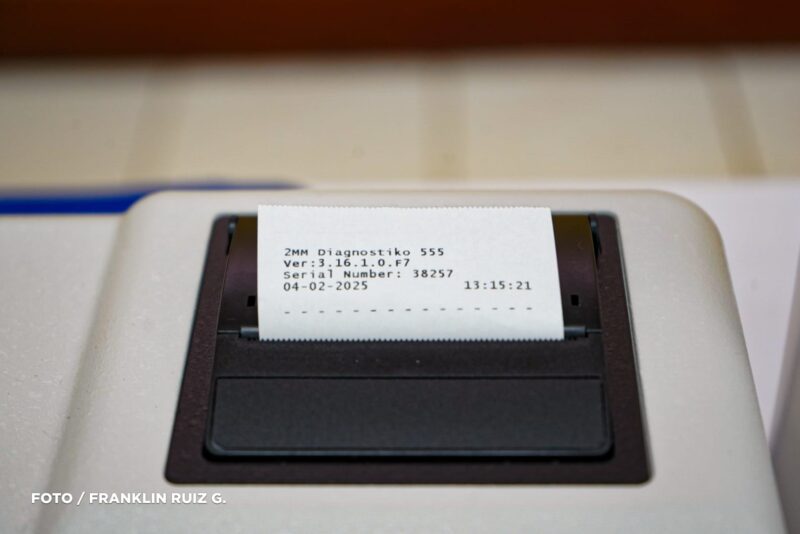 2MM Diagnostiko 555
Ver:3.16.1.0.F7
Serial Number: 38257
04-02-2025 13:15:21
- - - - - - - - - - - - - - -
FOTO / FRANKLIN RUIZ G.